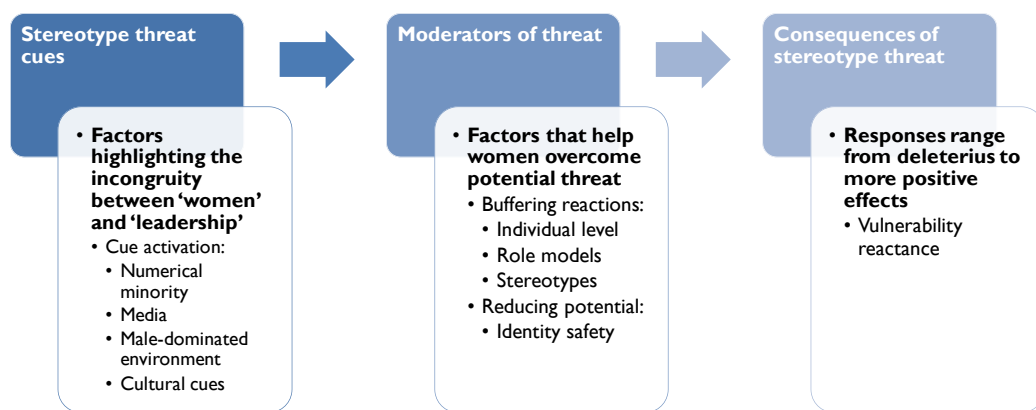 Stereotype threat
cues
• Factors
highlighting the
incongruity
between ‘women’
and ‘leadership’
• Cue activation:
• Numerical
minority
• Media
• Male-dominated
environment
• Cultural cues
Moderators of threat
• Factors that help
women overcome
potential threat
• Buffering reactions:
• Individual level
• Role models
• Stereotypes
• Reducing potential:
• Identity safety
Consequences of
stereotype threat
• Responses range
from deleterius to
more positive
effects
• Vulnerability
reactance